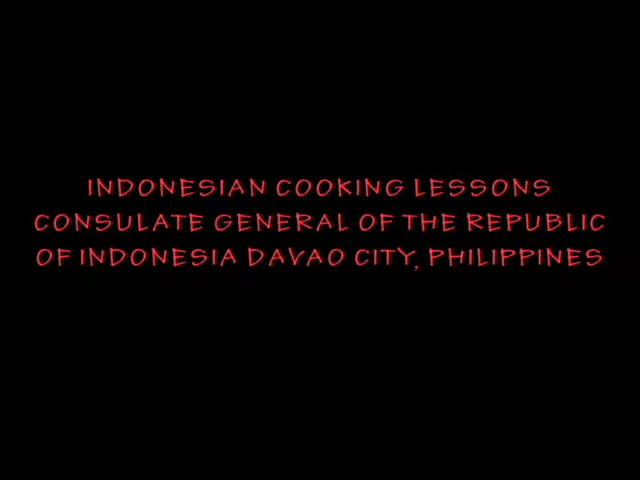 INDONESIAN COOKING LESSONS
CONSULATE GENERAL OF THE REPUBLIC
OF INDONESIA DAVAO CITY, PHILIPPINES